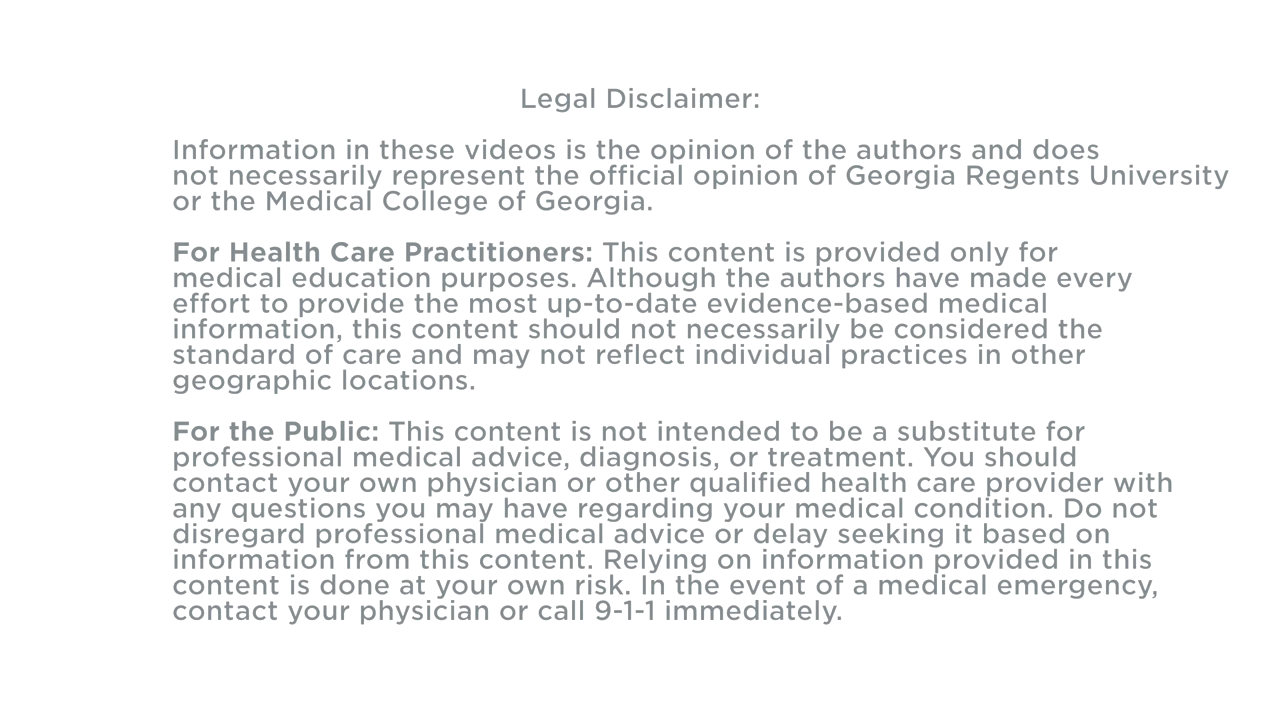 Legal Disclaimer:
Information in these videos is the opinion of the authors and does
not necessarily represent the official opinion of Georgia Regents University
or the Medical College of Georgia.
For Health Care Practitioners: This content is provided only for
medical education purposes. Although the authors have made every
effort to provide the most up-to-date evidence-based medical
information, this content should not necessarily be considered the
standard of care and may not reflect individual practices in other
geographic locations.
For the Public: This content is not intended to be a substitute for
professional medical advice, diagnosis, or treatment. You should
contact your own physician or other qualified health care provider with
any questions you may have regarding your medical condition. Do not
disregard professional medical advice or delay seeking it based on
information from this content. Relying on information provided in this
content is done at your own risk. In the event of a medical emergency,
contact your physician or call 9-1-1 immediately.